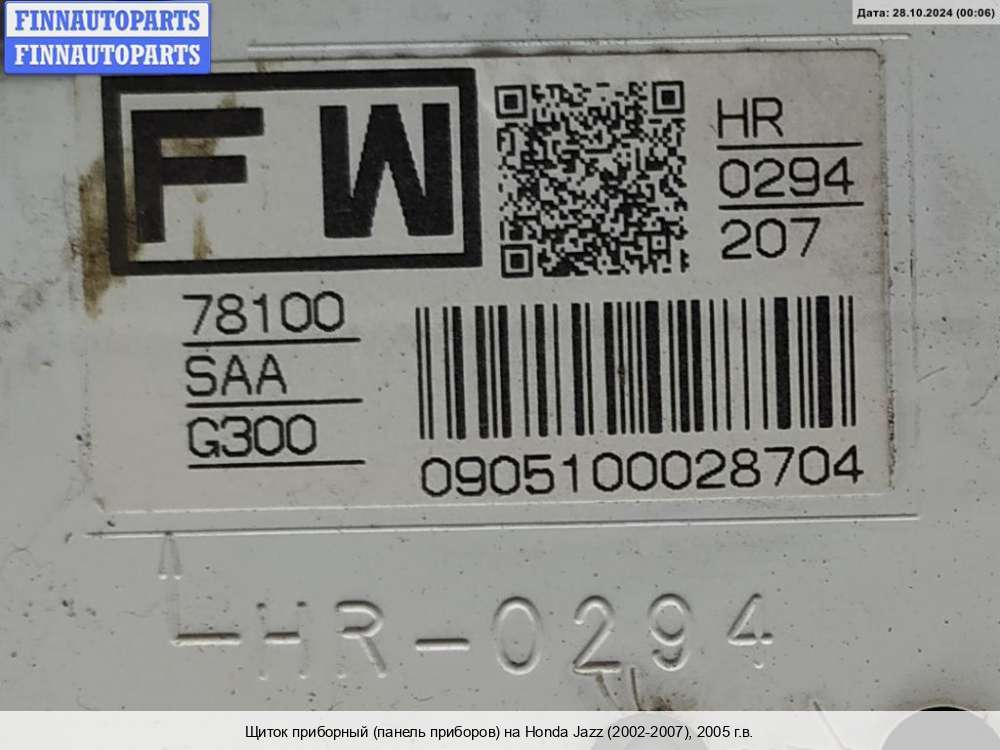 FINNAUTOPARTS
FINNAUTOPARTS
Дата: 28.10.2024 (00:06)
F W
HR
0294
207
78100
SAA
G300
0905100028704
HR-0294
Щиток приборный (панель приборов) на Honda Jazz (2002-2007), 2005 г.в.